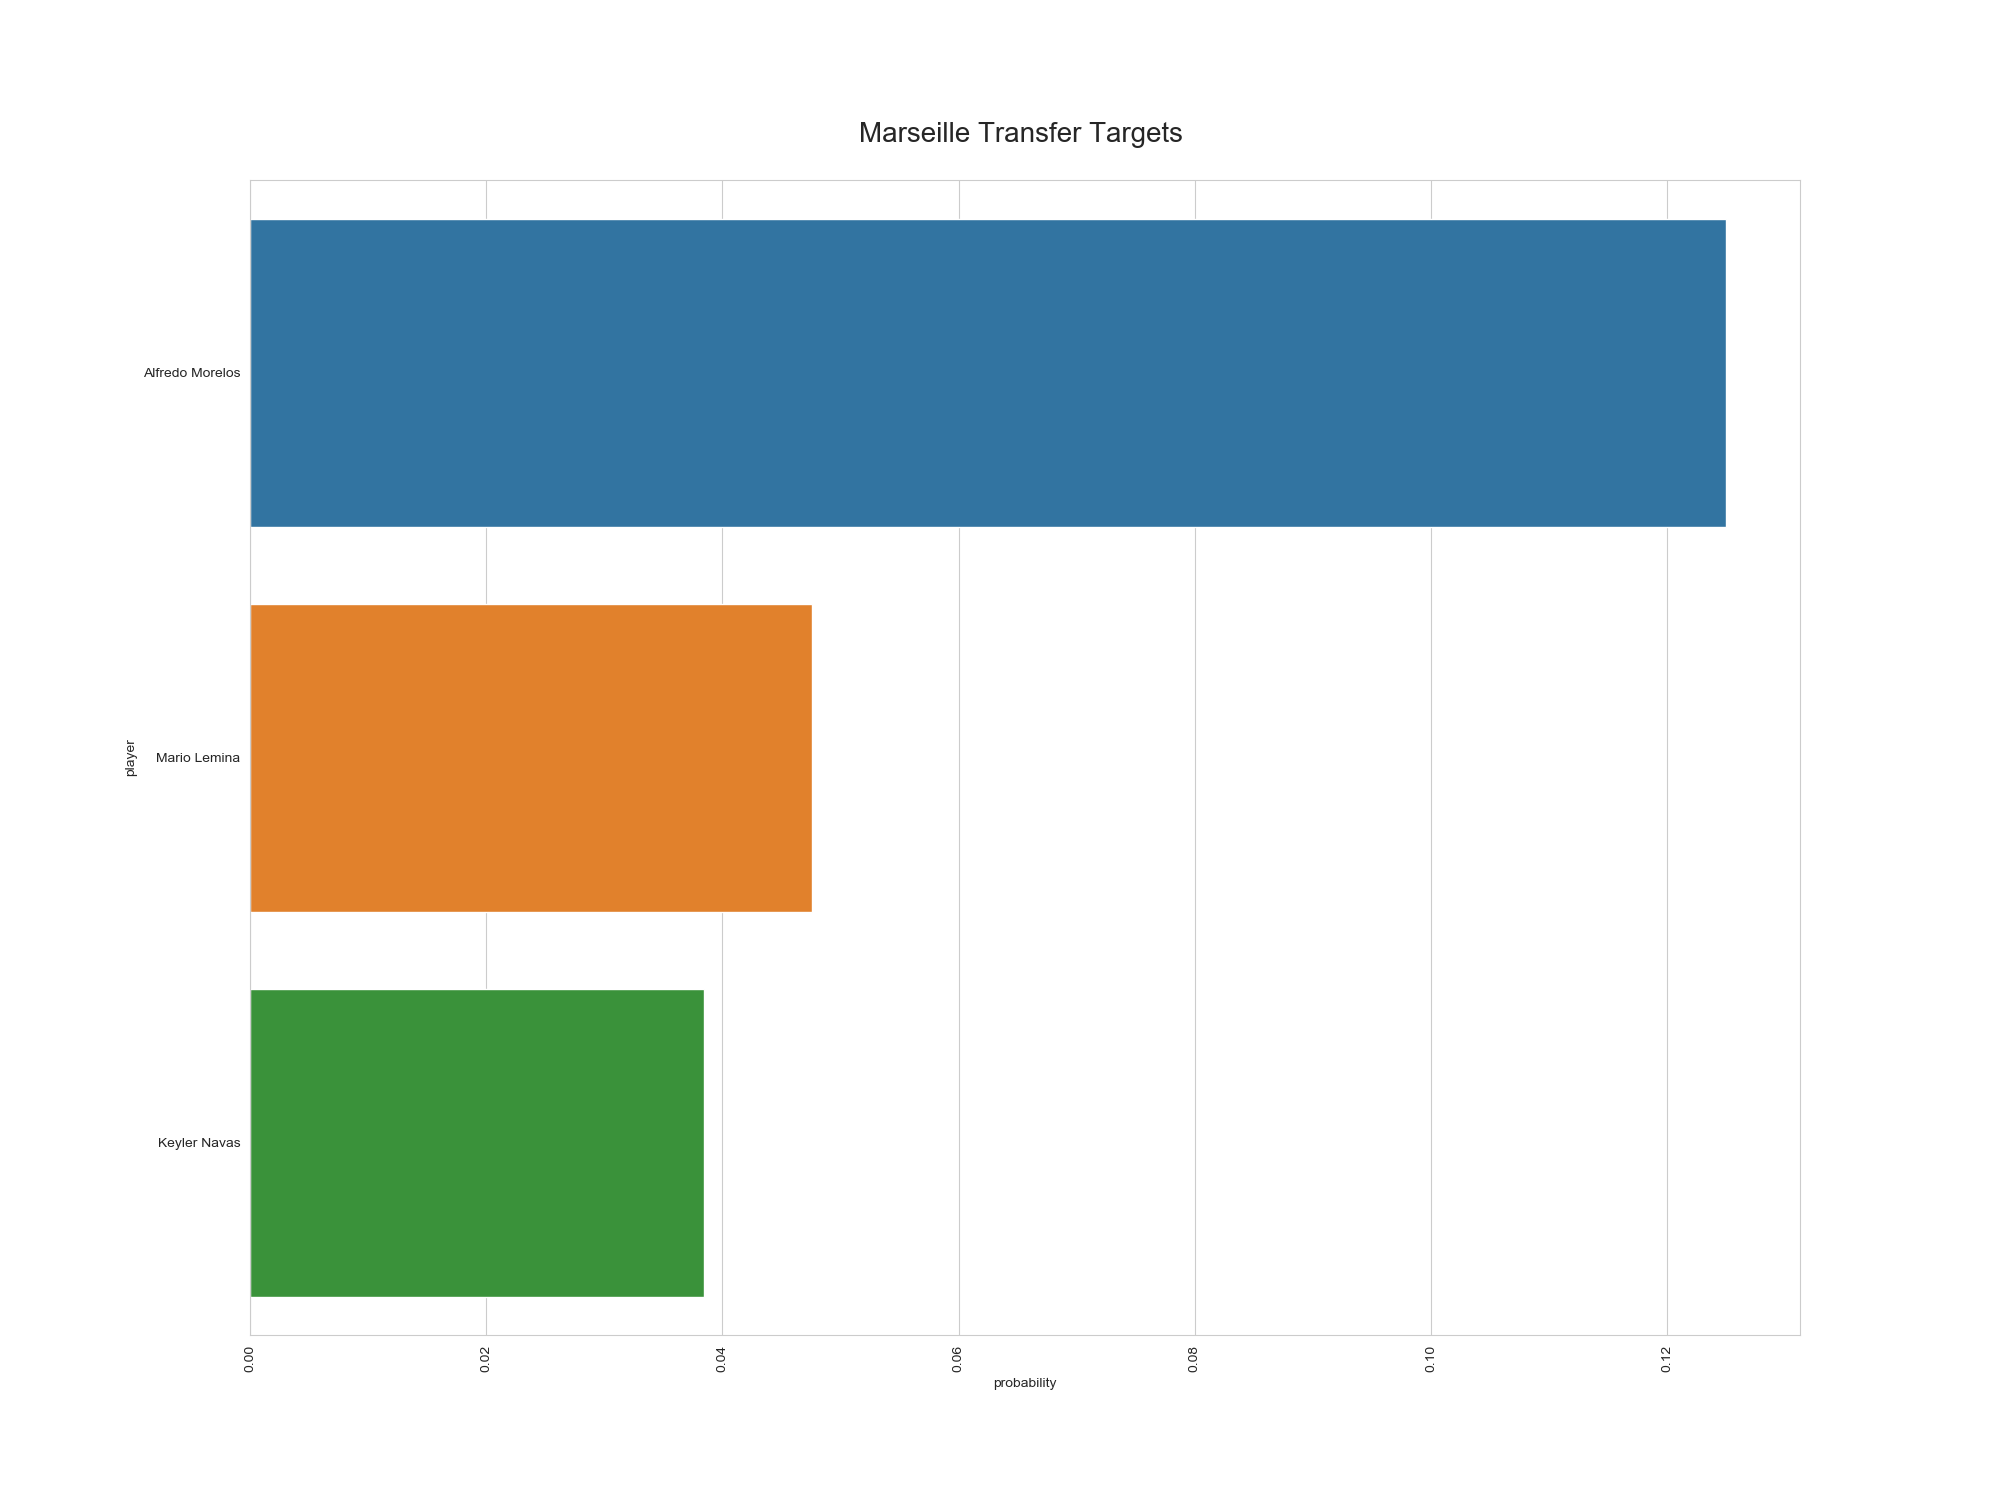 Marseille Transfer Targets
Alfredo Morelos
Mario Lemina
Keyler Navas
player
0.00
0.02
0.04
0.06
0.08
0.10
0.12
probability